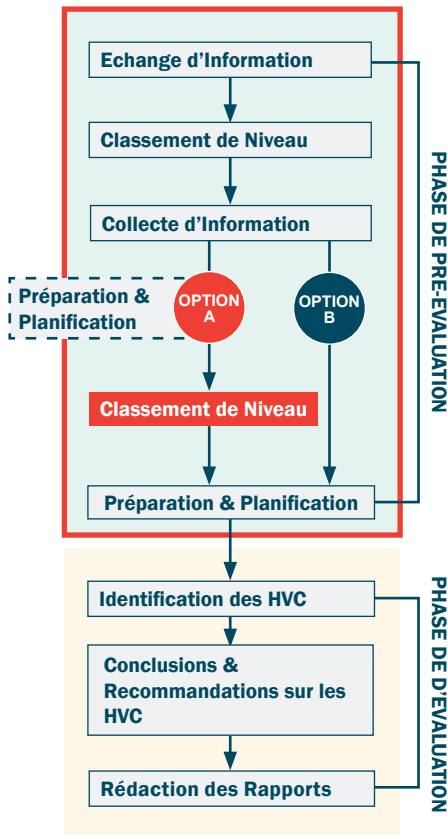 Echange d'Information
Classement de Niveau
Collecte d'Information
Préparation &
Planification
OPTION
A
OPTION
B
Classement de Niveau
Préparation & Planification
PHASE DE PRE-EVALUATION
Identification des HVC
Conclusions &
Recommandations sur les
HVC
Rédaction des Rapports
PHASE DE D'EVALUATION